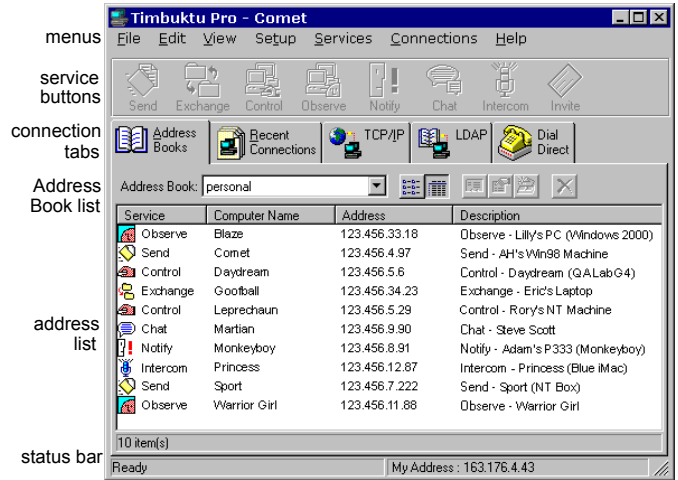 Timbuktu Pro - Comet
menus
File Edit View Setup Services Connections Help
service buttons
Send Exchange Control Observe Notify Chat Intercom Invite
connection tabs
Address Books
Recent Connections
TCP/IP
LDAP
Dial Direct
Address Book list
Address Book: personal
Service Computer Name Address Description
Observe Blaze 123.456.33.18 Observe - Lilly's PC (Windows 2000)
Send Comet 123.456.4.97 Send - AH's Win98 Machine
Control Daydream 123.456.5.6 Control - Daydream (QALabG4)
Exchange Goofball 123.456.34.23 Exchange - Eric's Laptop
Control Leprechaun 123.456.5.29 Control - Rory's NT Machine
address list
Chat Martian 123.456.9.90 Chat - Steve Scott
Notify Monkeyboy 123.456.8.91 Notify - Adam's P333 (Monkeyboy)
Intercom Princess 123.456.12.87 Intercom - Princess (Blue iMac)
Send Sport 123.456.7.222 Send - Sport (NT Box)
Observe Warrior Girl 123.456.11.88 Observe - Warrior Girl
10 item(s)
status bar
Ready My Address : 163.176.4.43